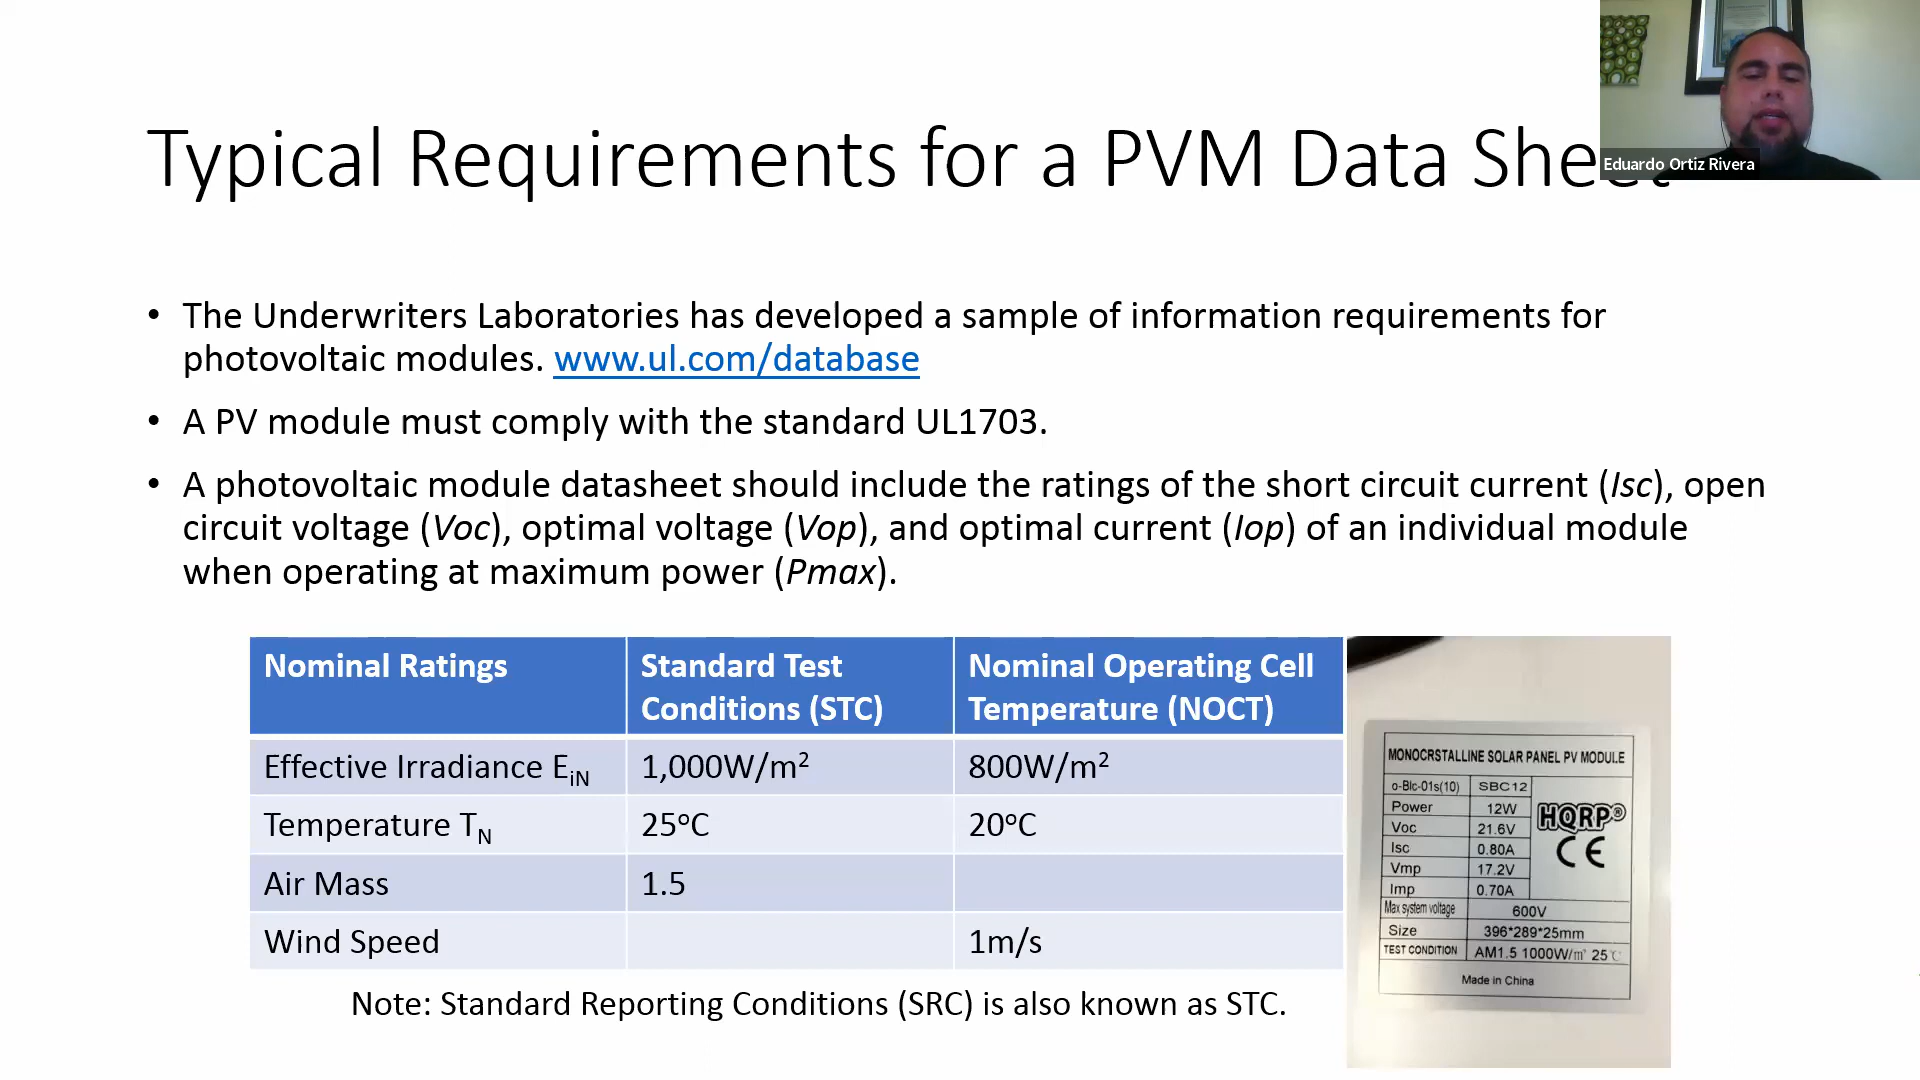 Typical Requirements for a PVM Data Sheet
Eduardo Ortiz Rivera
• The Underwriters Laboratories has developed a sample of information requirements for
photovoltaic modules. www.ul.com/database
• A PV module must comply with the standard UL1703.
• A photovoltaic module datasheet should include the ratings of the short circuit current (Isc), open
circuit voltage (Voc), optimal voltage (Vop), and optimal current (Iop) of an individual module
when operating at maximum power (Pmax).
Nominal Ratings
Standard Test
Conditions (STC)
Nominal Operating Cell
Temperature (NOCT)
Effective Irradiance EiN 1,000W/m² 800W/m²
Temperature TN 25°C 20°C
Air Mass 1.5
Wind Speed 1m/s
Note: Standard Reporting Conditions (SRC) is also known as STC.
MONOCRSTALLINE SOLAR PANEL PV MODULE
o-Blc-01s(10) SBC12
Power 12W
HQRP®
Voc 21.6V
Isc 0.80A
CE
Vmp 17.2V
Imp 0.70A
Max system voltage 600V
Size 396*289*25mm
TEST CONDITION AM1.5 1000W/m² 25℃
Made in China